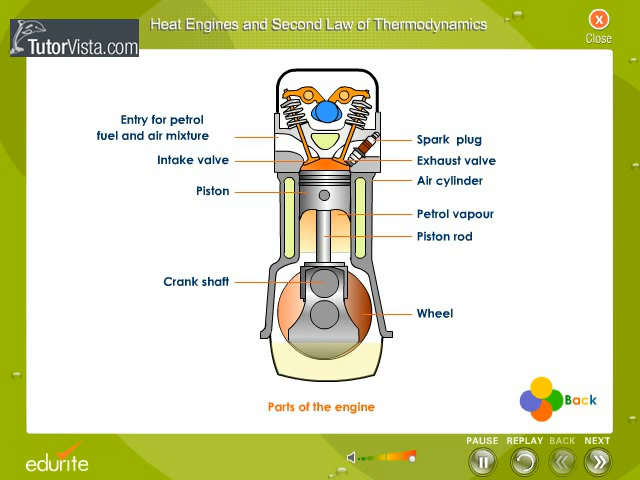 Heat Engines and Second Law of Thermodynamics
TutorVista.com
Close
Entry for petrol
fuel and air mixture
Intake valve
Piston
Crank shaft
Spark plug
Exhaust valve
Air cylinder
Petrol vapour
Piston rod
Wheel
Parts of the engine
Back
PAUSE REPLAY BACK NEXT
edurite